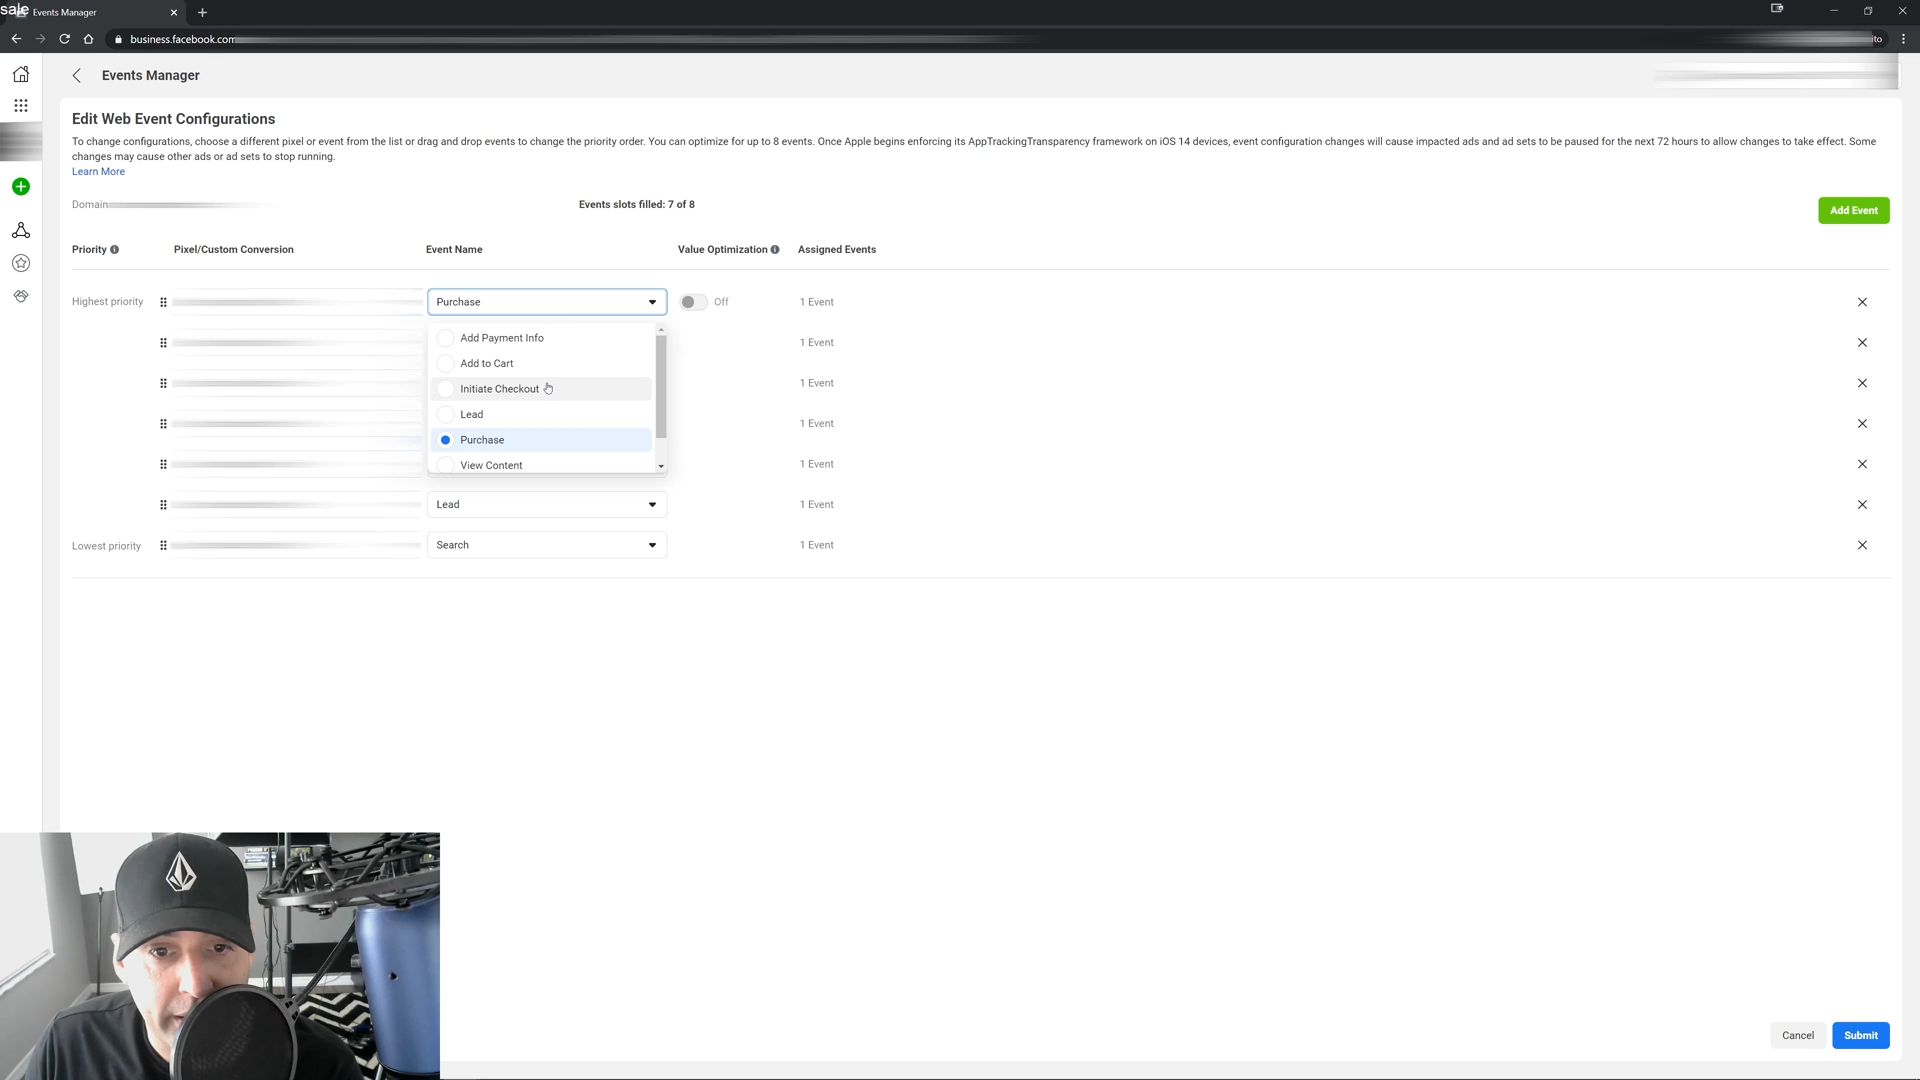 sale
Events Manager
business.facebook.com
ito
Events Manager
Edit Web Event Configurations
To change configurations, choose a different pixel or event from the list or drag and drop events to change the priority order. You can optimize for up to 8 events. Once Apple begins enforcing its AppTrackingTransparency framework on iOS 14 devices, event configuration changes will cause impacted ads and ad sets to be paused for the next 72 hours to allow changes to take effect. Some
changes may cause other ads or ad sets to stop running.
Learn More
Domain
Events slots filled: 7 of 8
Add Event
Priority
Pixel/Custom Conversion
Event Name
Value Optimization
Assigned Events
Highest priority
Purchase
Off
1 Event
Add Payment Info
1 Event
Add to Cart
Initiate Checkout
1 Event
Lead
1 Event
Purchase
View Content
1 Event
Lead
1 Event
Lowest priority
Search
1 Event
Cancel
Submit